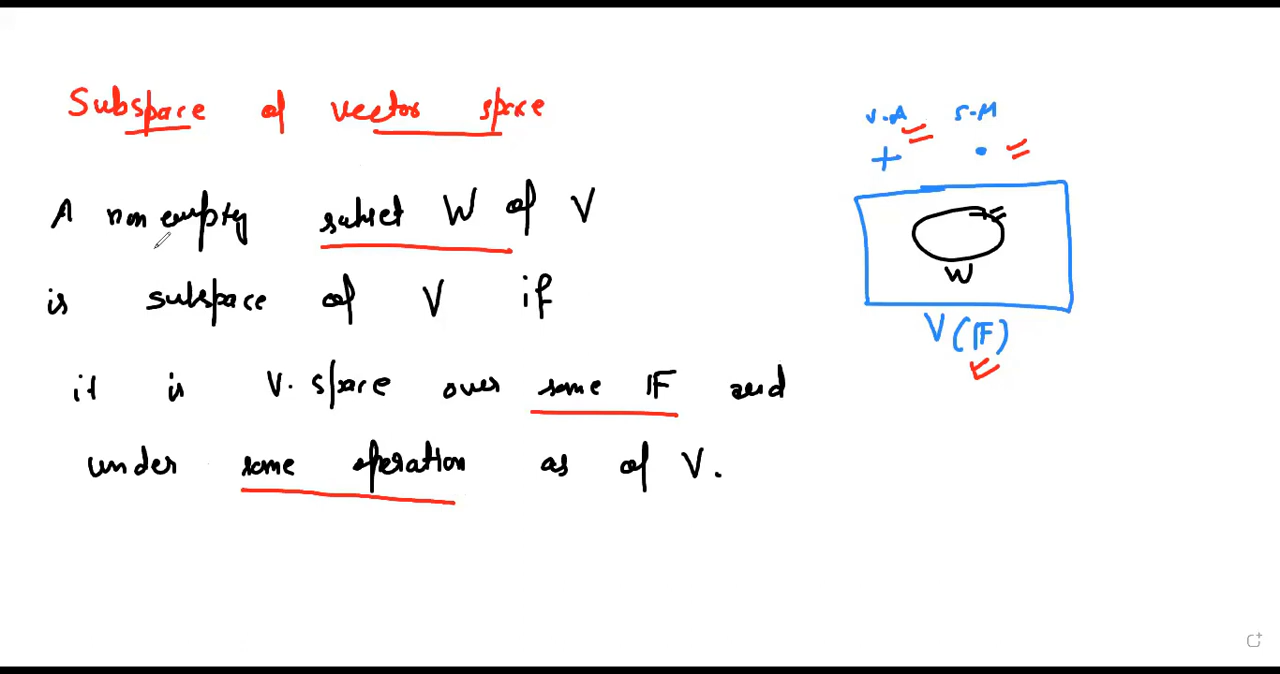 Subspace of vector space
A non empty subset W of V
is subspace of V if
it is V. space over same IF and
under same operation as of V.
V.A S.M
+ •
W
V (IF)